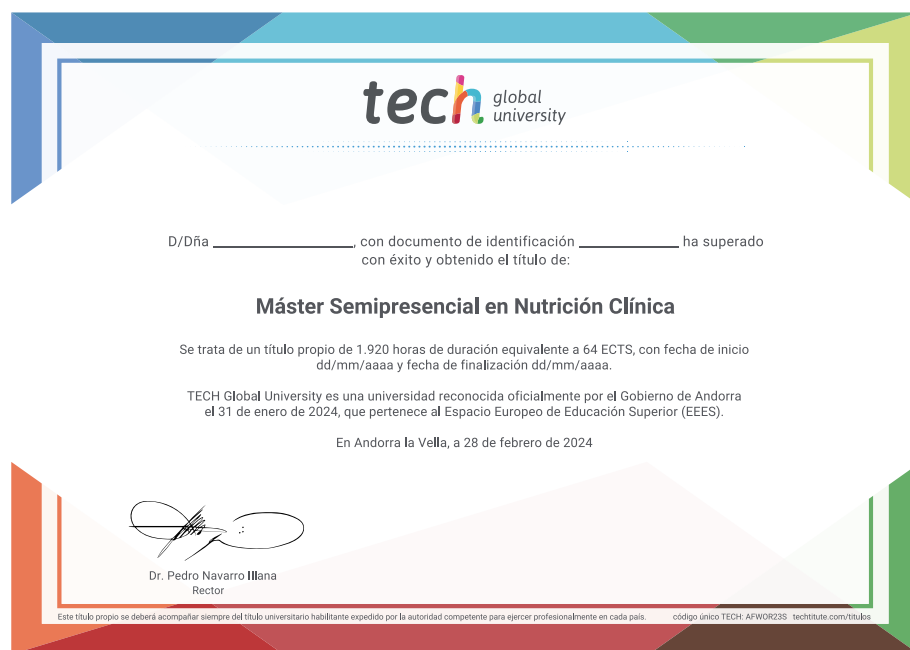 tech global university
D/Dña ____________________, con documento de identificación ______________ ha superado
con éxito y obtenido el título de:
Máster Semipresencial en Nutrición Clínica
Se trata de un título propio de 1.920 horas de duración equivalente a 64 ECTS, con fecha de inicio
dd/mm/aaaa y fecha de finalización dd/mm/aaaa.
TECH Global University es una universidad reconocida oficialmente por el Gobierno de Andorra
el 31 de enero de 2024, que pertenece al Espacio Europeo de Educación Superior (EEES).
En Andorra la Vella, a 28 de febrero de 2024
Dr. Pedro Navarro Illana
Rector
Este título propio se deberá acompañar siempre del título universitario habilitante expedido por la autoridad competente para ejercer profesionalmente en cada país. código único TECH: AFWOR23S techtitute.com/titulos